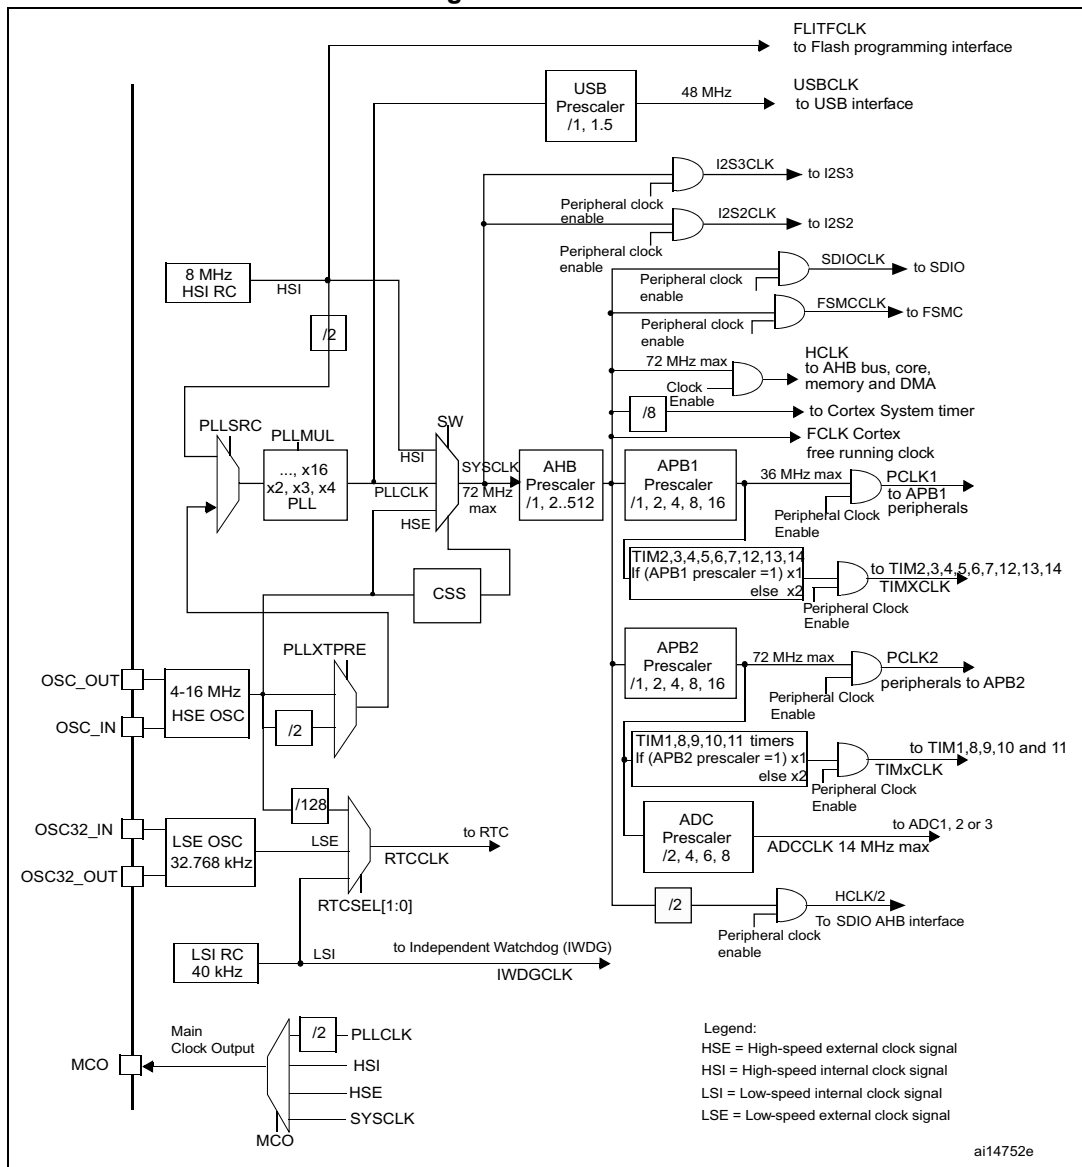 FLITFCLK
to Flash programming interface
USB
Prescaler
/1, 1.5
48 MHz
USBCLK
to USB interface
I2S3CLK
to I2S3
Peripheral clock
enable
I2S2CLK
to I2S2
Peripheral clock
enable
SDIOCLK
to SDIO
Peripheral clock
enable
FSMCCLK
to FSMC
Peripheral clock
enable
8 MHz
HSI RC
HSI
/2
72 MHz max
HCLK
to AHB bus, core,
memory and DMA
Clock
Enable
/8
to Cortex System timer
FCLK Cortex
free running clock
PLLSRC
PLLMUL
..., x16
x2, x3, x4
PLL
SW
HSI
PLLCLK
HSE
SYSCLK
72 MHz
max
AHB
Prescaler
/1, 2..512
APB1
Prescaler
/1, 2, 4, 8, 16
36 MHz max
PCLK1
to APB1
peripherals
Peripheral Clock
Enable
TIM2,3,4,5,6,7,12,13,14
If (APB1 prescaler =1) x1
else x2
to TIM2,3,4,5,6,7,12,13,14
TIMXCLK
Peripheral Clock
Enable
CSS
PLLXTPRE
OSC_OUT
OSC_IN
4-16 MHz
HSE OSC
/2
APB2
Prescaler
/1, 2, 4, 8, 16
72 MHz max
PCLK2
peripherals to APB2
Peripheral Clock
Enable
TIM1,8,9,10,11 timers
If (APB2 prescaler =1) x1
else x2
to TIM1,8,9,10 and 11
TIMxCLK
Peripheral Clock
Enable
/128
OSC32_IN
OSC32_OUT
LSE OSC
32.768 kHz
LSE
to RTC
RTCCLK
RTCSEL[1:0]
ADC
Prescaler
/2, 4, 6, 8
to ADC1, 2 or 3
ADCCLK 14 MHz max
/2
HCLK/2
To SDIO AHB interface
Peripheral clock
enable
LSI RC
40 kHz
LSI
to Independent Watchdog (IWDG)
IWDGCLK
MCO
Main
Clock Output
/2
PLLCLK
HSI
HSE
SYSCLK
MCO
Legend:
HSE = High-speed external clock signal
HSI = High-speed internal clock signal
LSI = Low-speed internal clock signal
LSE = Low-speed external clock signal
ai14752e